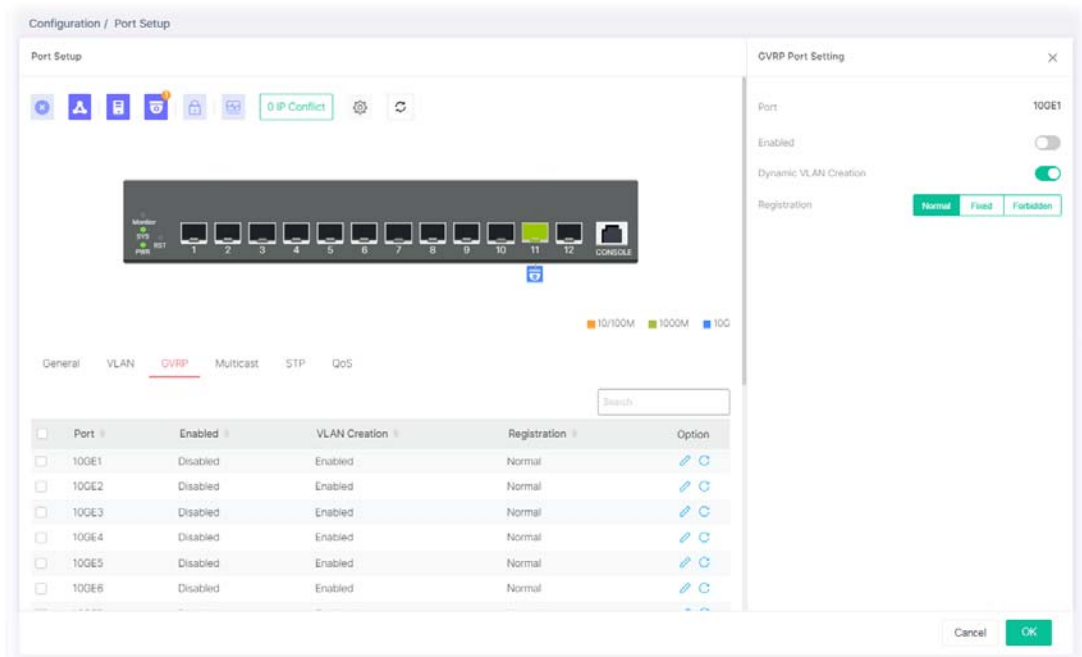 Configuration / Port Setup
Port Setup
GVRP Port Setting
0 IP Conflict
Port 10GE1
Enabled
Dynamic VLAN Creation
Registration Normal Fixed Forbidden
Monitor
SYS
PWR RST
1 2 3 4 5 6 7 8 9 10 11 12 CONSOLE
10/100M 1000M 10G
General VLAN GVRP Multicast STP QoS
Search
Port Enabled VLAN Creation Registration Option
10GE1 Disabled Enabled Normal
10GE2 Disabled Enabled Normal
10GE3 Disabled Enabled Normal
10GE4 Disabled Enabled Normal
10GE5 Disabled Enabled Normal
10GE6 Disabled Enabled Normal
Cancel OK